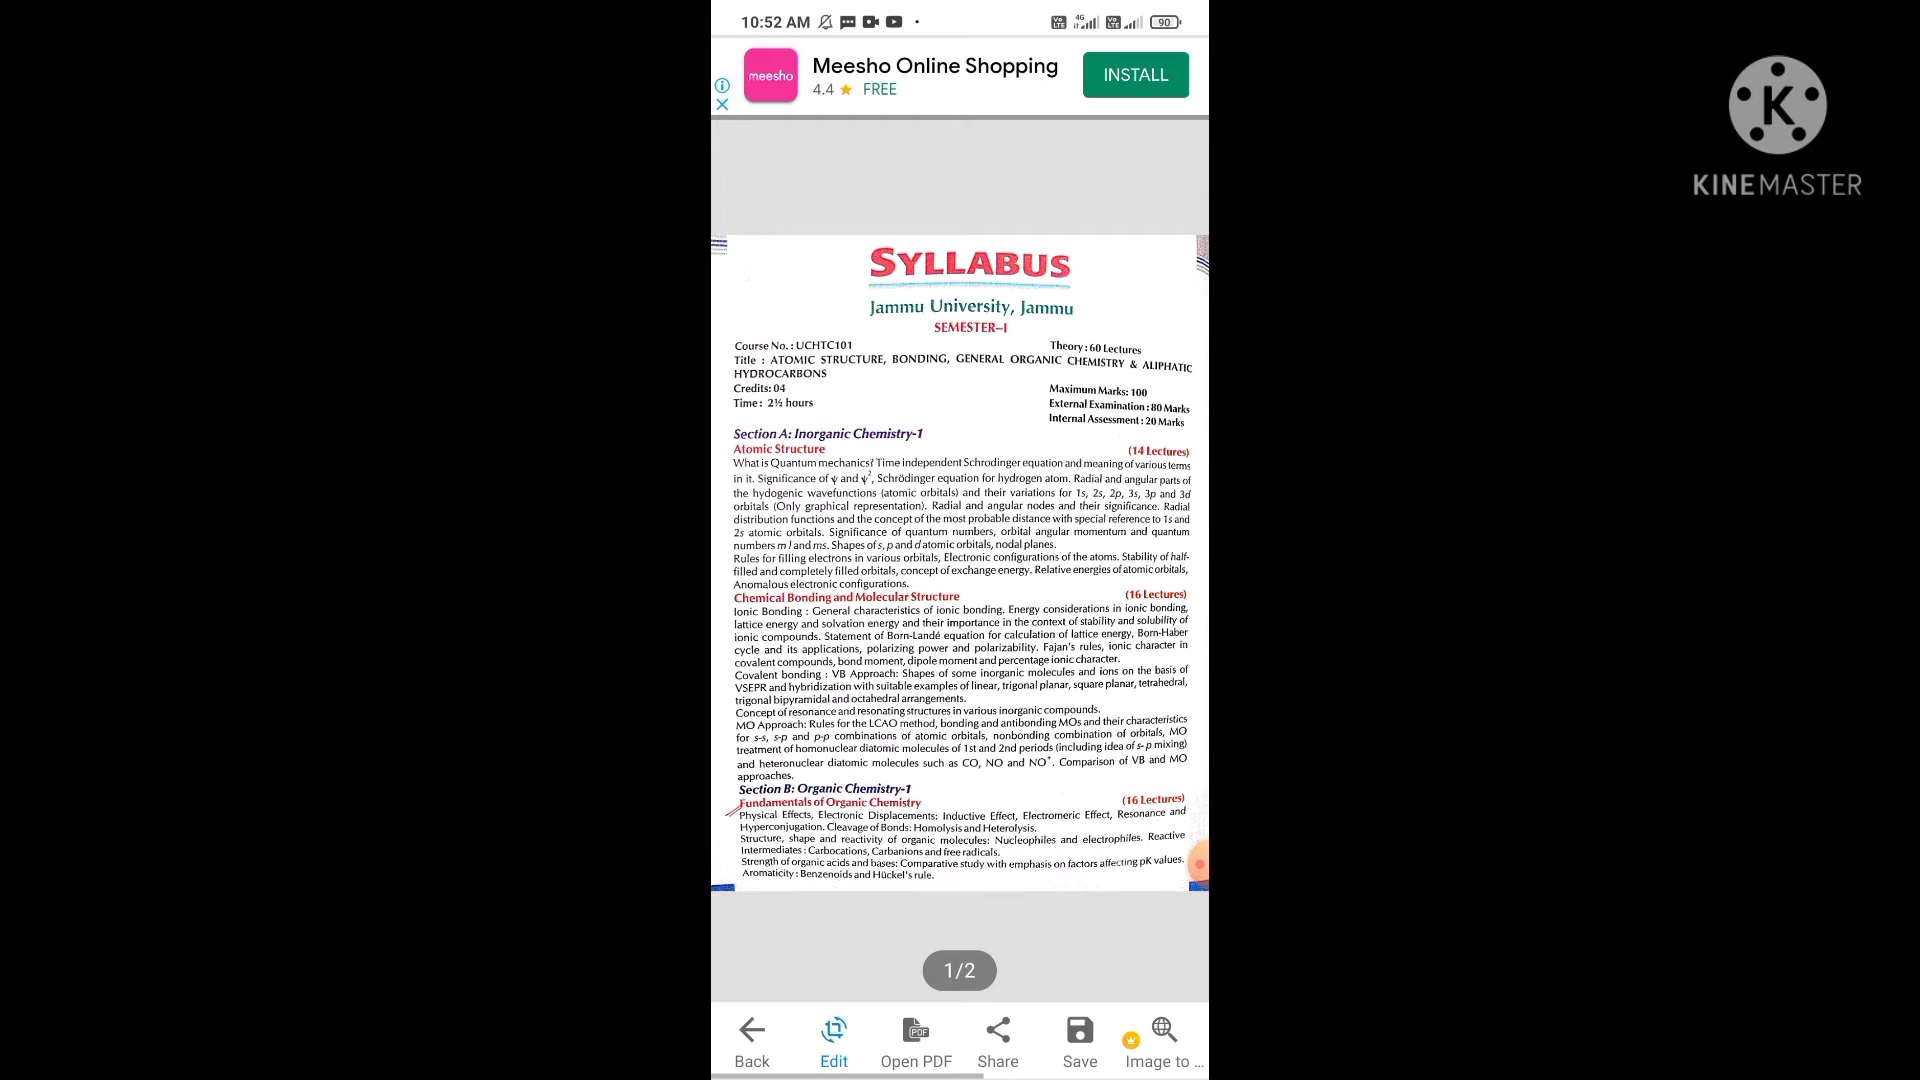 10:52 AM
Vo LTE 4G Vo LTE 90
meesho
Meesho Online Shopping
4.4 ★ FREE
INSTALL
K
KINEMASTER
SYLLABUS
Jammu University, Jammu
SEMESTER–I
Course No. : UCHTC101 Theory : 60 Lectures
Title : ATOMIC STRUCTURE, BONDING, GENERAL ORGANIC CHEMISTRY & ALIPHATIC
HYDROCARBONS
Credits: 04 Maximum Marks: 100
Time : 2½ hours External Examination : 80 Marks
Internal Assessment : 20 Marks
Section A: Inorganic Chemistry-1
Atomic Structure (14 Lectures)
What is Quantum mechanics? Time independent Schrodinger equation and meaning of various terms
in it. Significance of ψ and ψ², Schrödinger equation for hydrogen atom. Radial and angular parts of
the hydogenic wavefunctions (atomic orbitals) and their variations for 1s, 2s, 2p, 3s, 3p and 3d
orbitals (Only graphical representation). Radial and angular nodes and their significance. Radial
distribution functions and the concept of the most probable distance with special reference to 1s and
2s atomic orbitals. Significance of quantum numbers, orbital angular momentum and quantum
numbers m l and ms. Shapes of s, p and d atomic orbitals, nodal planes.
Rules for filling electrons in various orbitals, Electronic configurations of the atoms. Stability of half-
filled and completely filled orbitals, concept of exchange energy. Relative energies of atomic orbitals,
Anomalous electronic configurations.
Chemical Bonding and Molecular Structure (16 Lectures)
Ionic Bonding : General characteristics of ionic bonding. Energy considerations in ionic bonding,
lattice energy and solvation energy and their importance in the context of stability and solubility of
ionic compounds. Statement of Born-Landé equation for calculation of lattice energy, Born-Haber
cycle and its applications, polarizing power and polarizability. Fajan's rules, ionic character in
covalent compounds, bond moment, dipole moment and percentage ionic character.
Covalent bonding : VB Approach: Shapes of some inorganic molecules and ions on the basis of
VSEPR and hybridization with suitable examples of linear, trigonal planar, square planar, tetrahedral,
trigonal bipyramidal and octahedral arrangements.
Concept of resonance and resonating structures in various inorganic compounds.
MO Approach: Rules for the LCAO method, bonding and antibonding MOs and their characteristics
for s-s, s-p and p-p combinations of atomic orbitals, nonbonding combination of orbitals, MO
treatment of homonuclear diatomic molecules of 1st and 2nd periods (including idea of s- p mixing)
and heteronuclear diatomic molecules such as CO, NO and NO⁺. Comparison of VB and MO
approaches.
Section B: Organic Chemistry-1
Fundamentals of Organic Chemistry (16 Lectures)
Physical Effects, Electronic Displacements: Inductive Effect, Electromeric Effect, Resonance and
Hyperconjugation. Cleavage of Bonds: Homolysis and Heterolysis.
Structure, shape and reactivity of organic molecules: Nucleophiles and electrophiles. Reactive
Intermediates : Carbocations, Carbanions and free radicals.
Strength of organic acids and bases: Comparative study with emphasis on factors affecting pK values.
Aromaticity : Benzenoids and Hückel's rule.
1/2
PDF
Back Edit Open PDF Share Save Image to ...